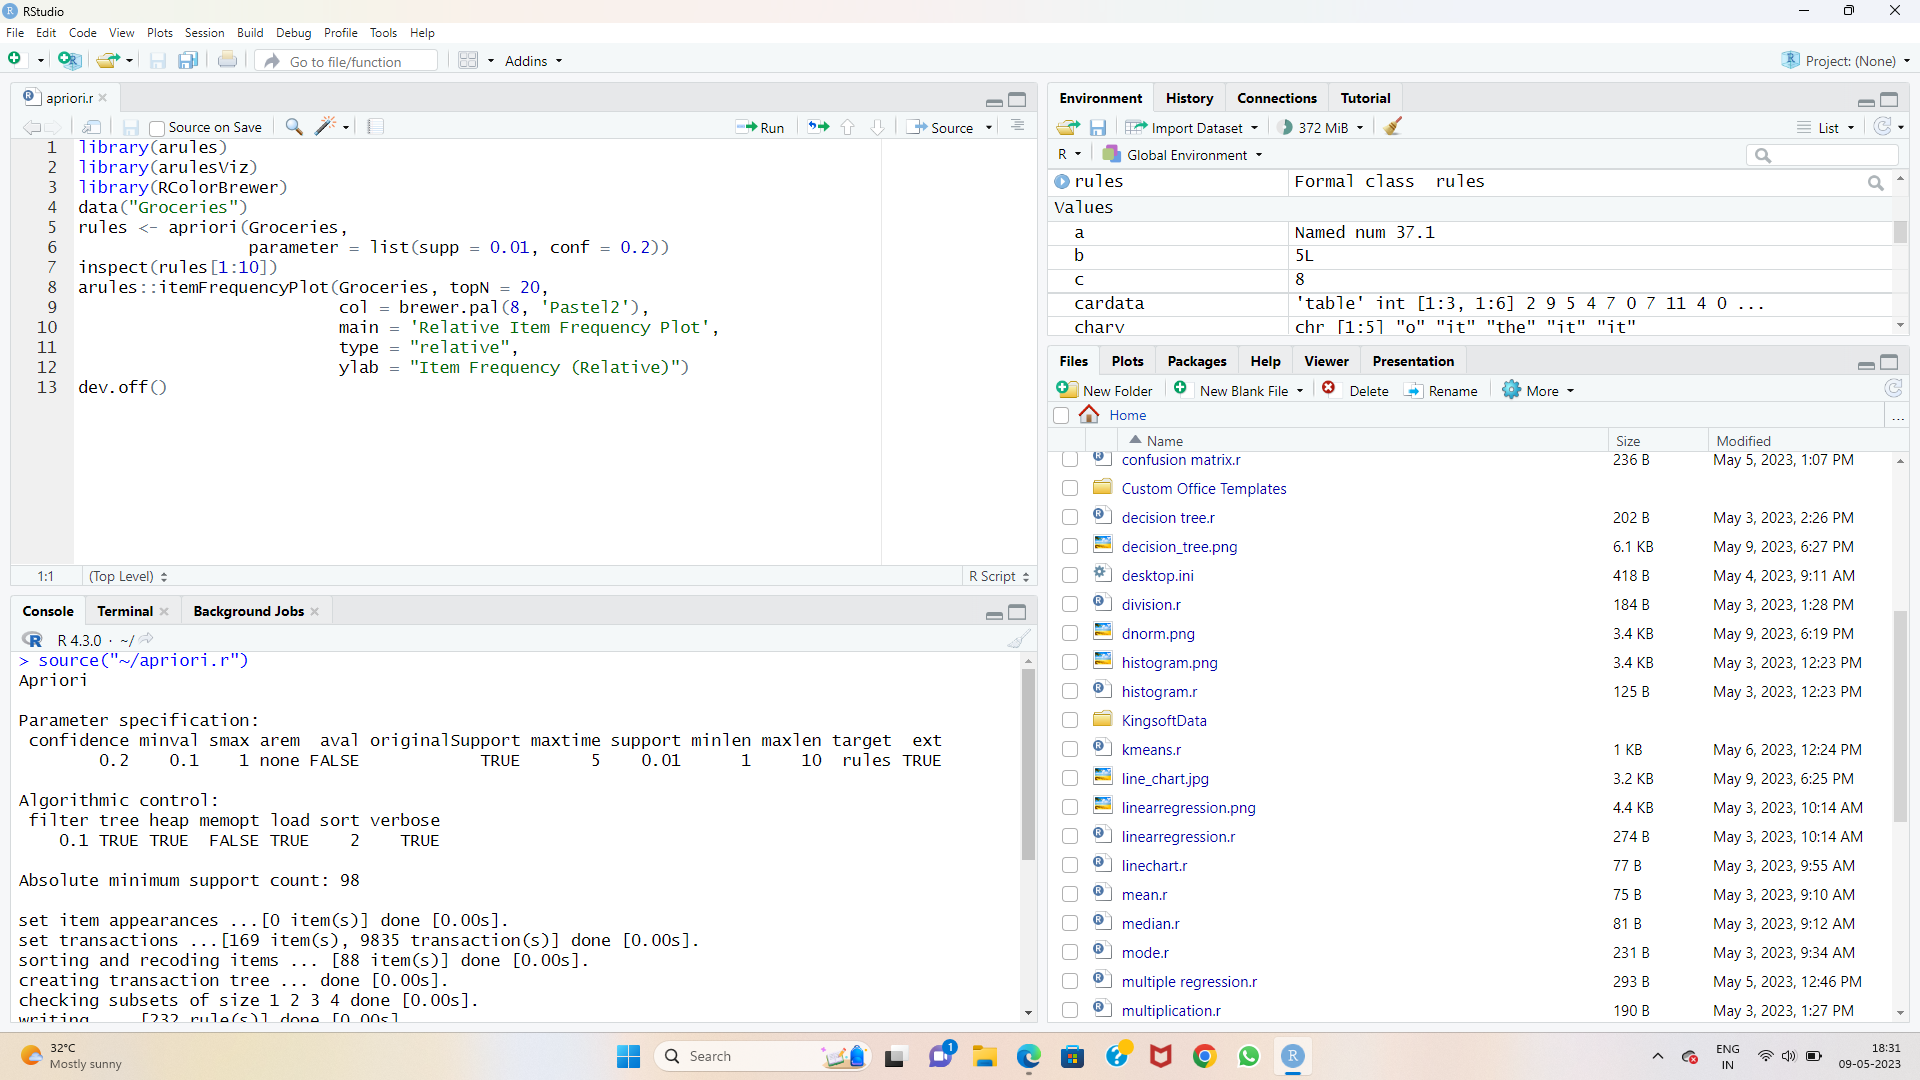 RStudio
File Edit Code View Plots Session Build Debug Profile Tools Help
Go to file/function Addins Project: (None)
apriori.r
Source on Save Run Source
1 library(arules)
2 library(arulesViz)
3 library(RColorBrewer)
4 data("Groceries")
5 rules <- apriori(Groceries,
6 parameter = list(supp = 0.01, conf = 0.2))
7 inspect(rules[1:10])
8 arules::itemFrequencyPlot(Groceries, topN = 20,
9 col = brewer.pal(8, 'Pastel2'),
10 main = 'Relative Item Frequency Plot',
11 type = "relative",
12 ylab = "Item Frequency (Relative)")
13 dev.off()
1:1 (Top Level) R Script
Console Terminal Background Jobs
R 4.3.0 · ~/
> source("~/apriori.r")
Apriori
Parameter specification:
confidence minval smax arem aval originalSupport maxtime support minlen maxlen target ext
0.2 0.1 1 none FALSE TRUE 5 0.01 1 10 rules TRUE
Algorithmic control:
filter tree heap memopt load sort verbose
0.1 TRUE TRUE FALSE TRUE 2 TRUE
Absolute minimum support count: 98
set item appearances ...[0 item(s)] done [0.00s].
set transactions ...[169 item(s), 9835 transaction(s)] done [0.00s].
sorting and recoding items ... [88 item(s)] done [0.00s].
creating transaction tree ... done [0.00s].
checking subsets of size 1 2 3 4 done [0.00s].
writing ... [232 rule(s)] done [0.00s]
Environment History Connections Tutorial
Import Dataset 372 MiB List
R Global Environment
rules Formal class rules
Values
a Named num 37.1
b 5L
c 8
cardata 'table' int [1:3, 1:6] 2 9 5 4 7 0 7 11 4 0 ...
charv chr [1:5] "o" "it" "the" "it" "it"
Files Plots Packages Help Viewer Presentation
New Folder New Blank File Delete Rename More
Home ...
Name Size Modified
confusion matrix.r 236 B May 5, 2023, 1:07 PM
Custom Office Templates
decision tree.r 202 B May 3, 2023, 2:26 PM
decision_tree.png 6.1 KB May 9, 2023, 6:27 PM
desktop.ini 418 B May 4, 2023, 9:11 AM
division.r 184 B May 3, 2023, 1:28 PM
dnorm.png 3.4 KB May 9, 2023, 6:19 PM
histogram.png 3.4 KB May 3, 2023, 12:23 PM
histogram.r 125 B May 3, 2023, 12:23 PM
KingsoftData
kmeans.r 1 KB May 6, 2023, 12:24 PM
line_chart.jpg 3.2 KB May 9, 2023, 6:25 PM
linearregression.png 4.4 KB May 3, 2023, 10:14 AM
linearregression.r 274 B May 3, 2023, 10:14 AM
linechart.r 77 B May 3, 2023, 9:55 AM
mean.r 75 B May 3, 2023, 9:10 AM
median.r 81 B May 3, 2023, 9:12 AM
mode.r 231 B May 3, 2023, 9:34 AM
multiple regression.r 293 B May 5, 2023, 12:46 PM
multiplication.r 190 B May 3, 2023, 1:27 PM
32°C
Mostly sunny
Search
1
ENG
IN
18:31
09-05-2023